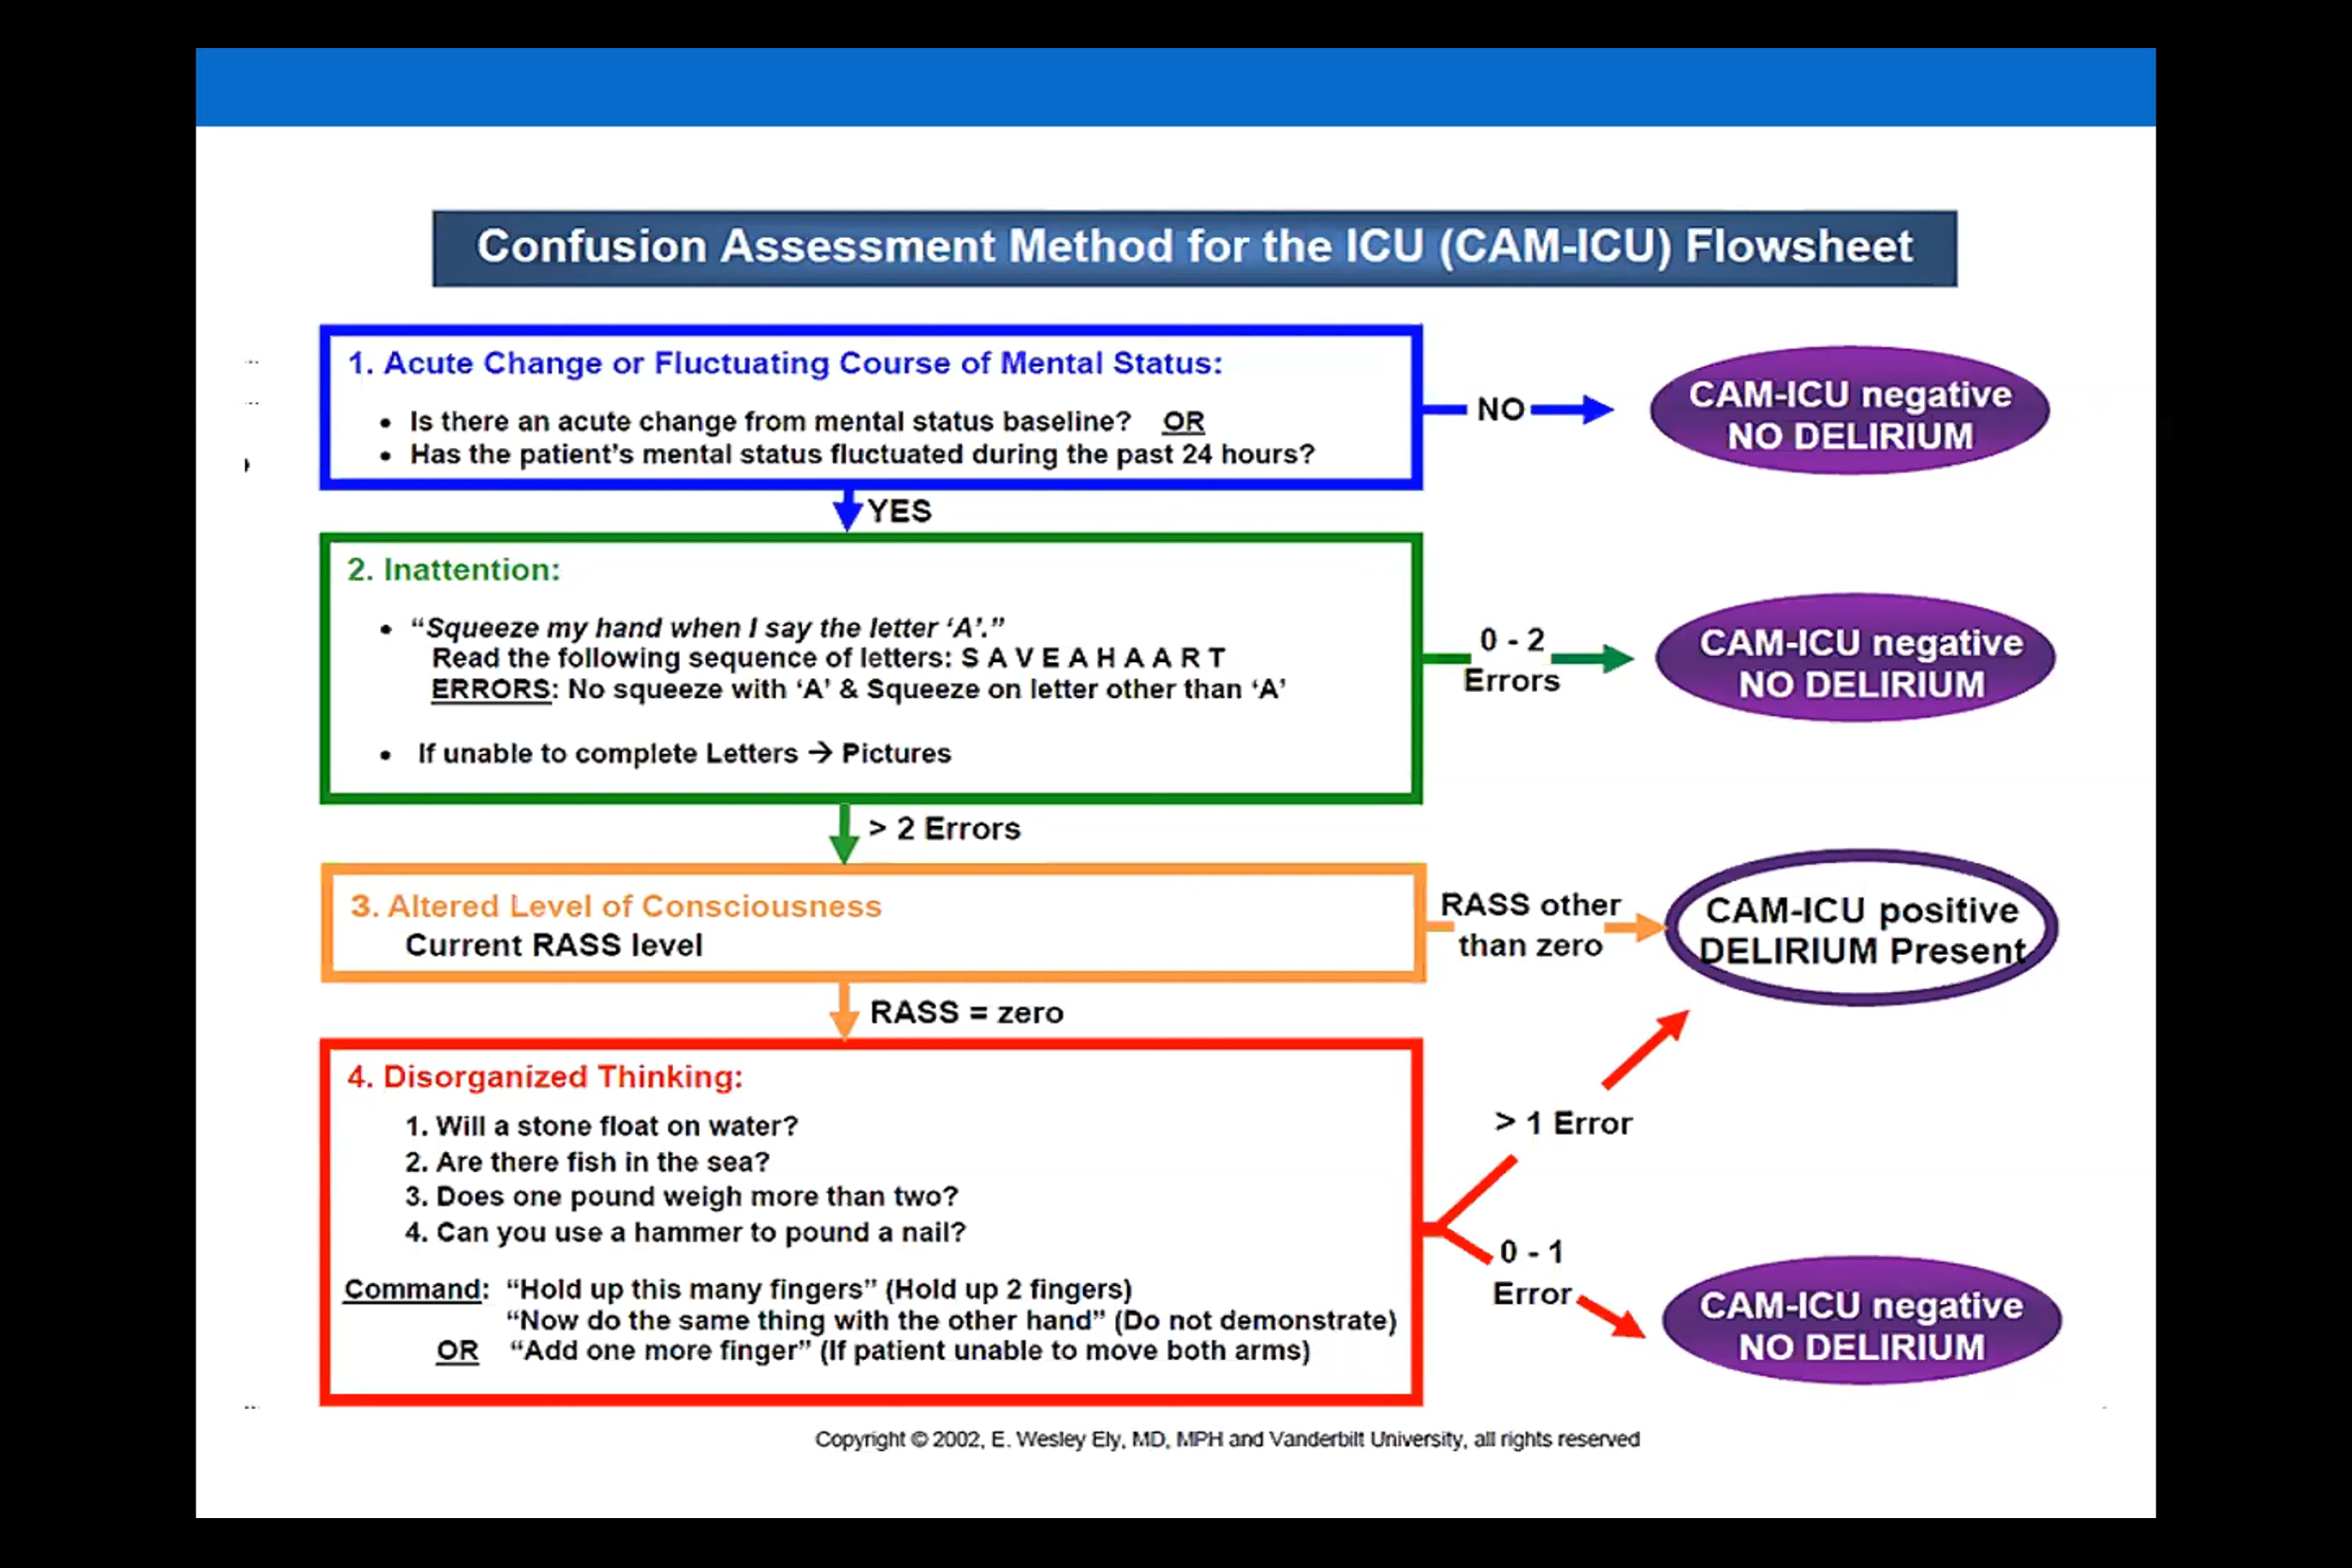 Confusion Assessment Method for the ICU (CAM-ICU) Flowsheet
1. Acute Change or Fluctuating Course of Mental Status:
• Is there an acute change from mental status baseline? OR
• Has the patient’s mental status fluctuated during the past 24 hours?
NO
CAM-ICU negative
NO DELIRIUM
YES
2. Inattention:
• “Squeeze my hand when I say the letter ‘A’.”
Read the following sequence of letters: S A V E A H A A R T
ERRORS: No squeeze with ‘A’ & Squeeze on letter other than ‘A’
• If unable to complete Letters → Pictures
0 - 2
Errors
CAM-ICU negative
NO DELIRIUM
> 2 Errors
3. Altered Level of Consciousness
Current RASS level
RASS other
than zero
CAM-ICU positive
DELIRIUM Present
RASS = zero
4. Disorganized Thinking:
1. Will a stone float on water?
2. Are there fish in the sea?
3. Does one pound weigh more than two?
4. Can you use a hammer to pound a nail?
Command: “Hold up this many fingers” (Hold up 2 fingers)
“Now do the same thing with the other hand” (Do not demonstrate)
OR “Add one more finger” (If patient unable to move both arms)
> 1 Error
0 - 1
Error
CAM-ICU negative
NO DELIRIUM
Copyright © 2002, E. Wesley Ely, MD, MPH and Vanderbilt University, all rights reserved